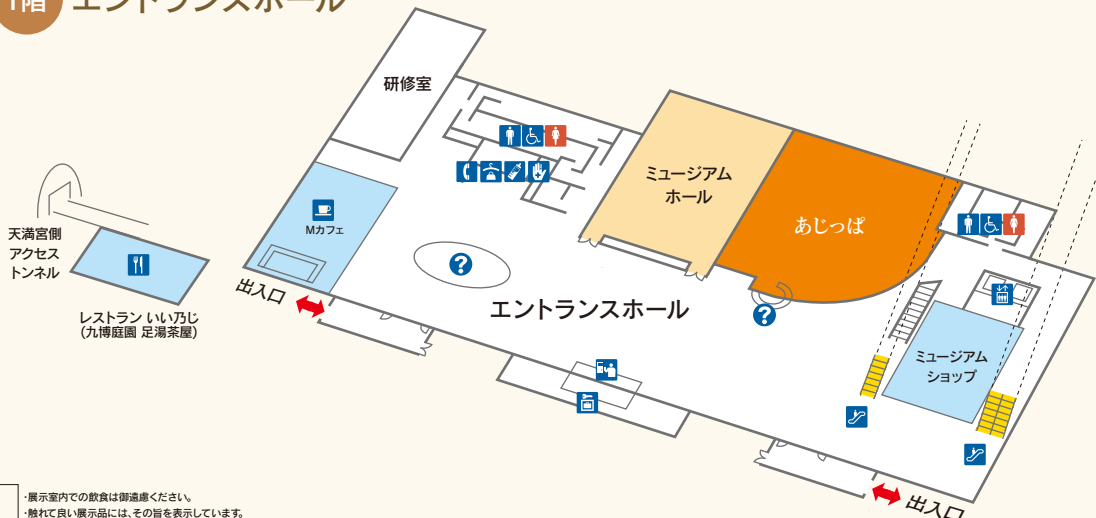 1階 エントランスホール
研修室
ミュージアム
ホール
あじっぱ
Mカフェ
天満宮側
アクセス
トンネル
レストラン いい乃じ
(九博庭園 足湯茶屋)
出入口
?
エントランスホール
?
ミュージアム
ショップ
出入口
・展示室内での飲食は御遠慮ください。
・触れて良い展示品には、その旨を表示しています。